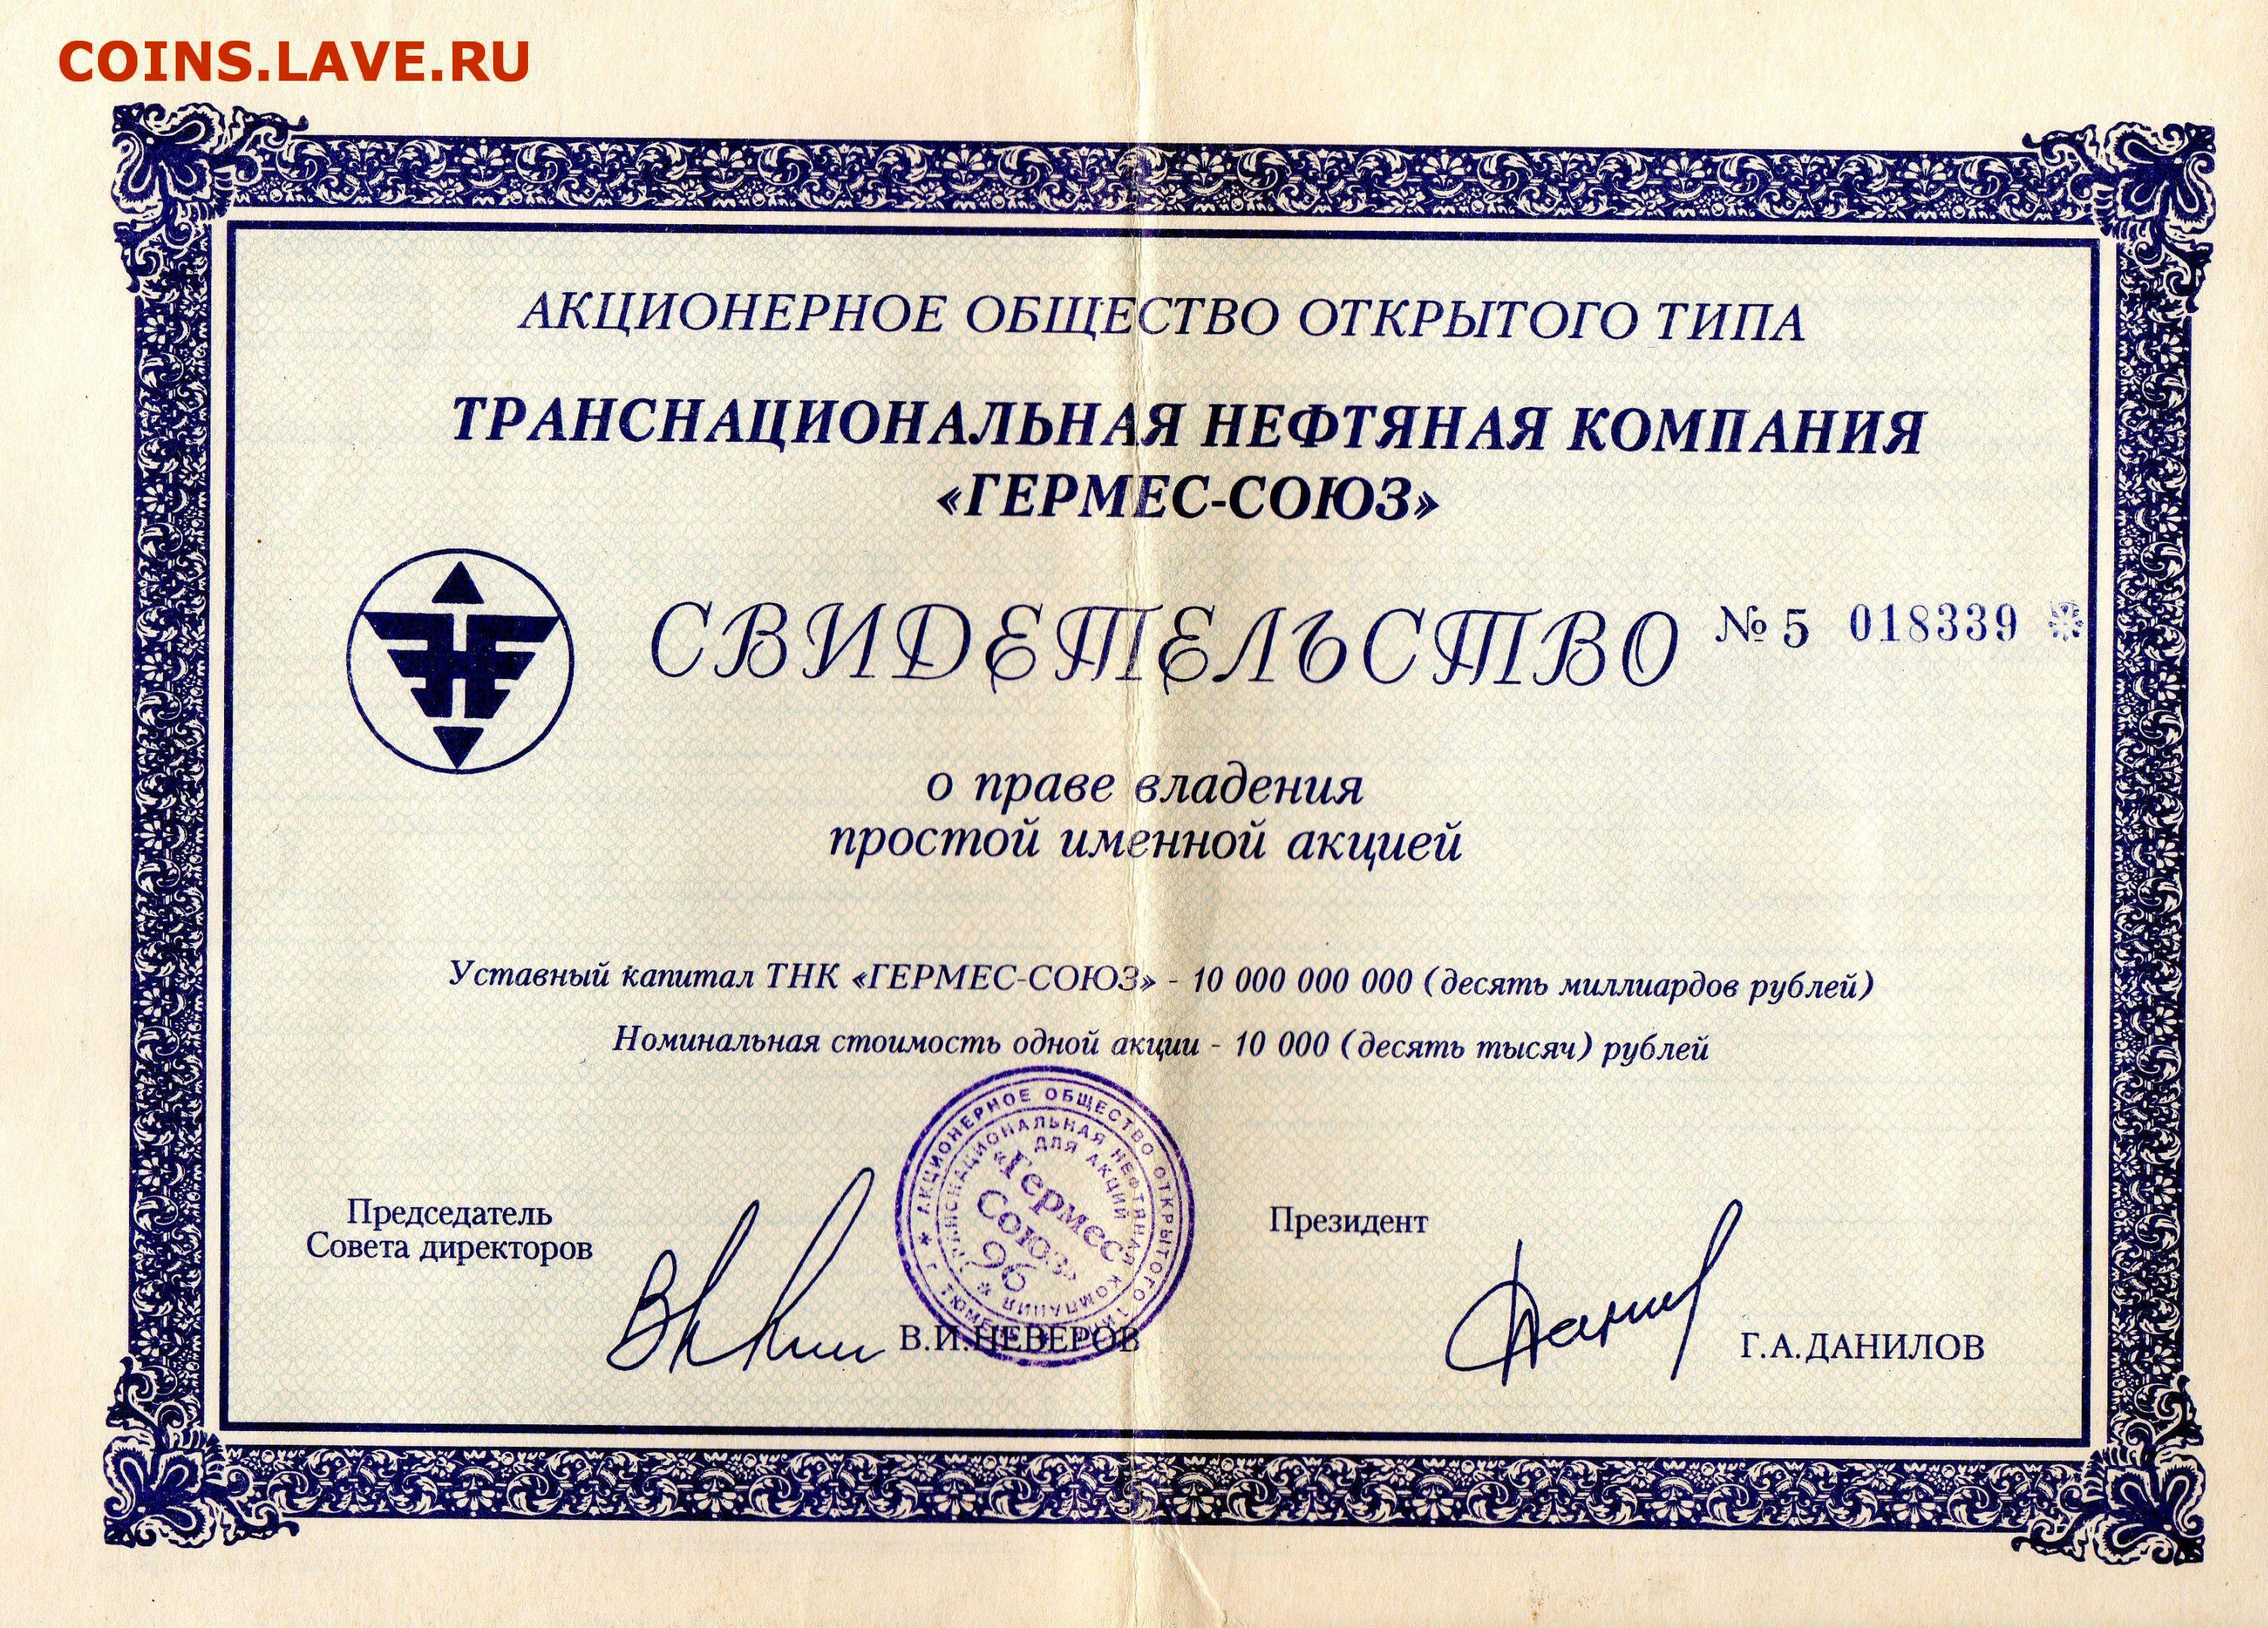 COINS.LAVE.RU
АКЦИОНЕРНОЕ ОБЩЕСТВО ОТКРЫТОГО ТИПА
ТРАНСНАЦИОНАЛЬНАЯ НЕФТЯНАЯ КОМПАНИЯ
«ГЕРМЕС-СОЮЗ»
СВИДЕТЕЛЬСТВО № 5 018339
о праве владения
простой именной акцией
Уставный капитал ТНК «ГЕРМЕС-СОЮЗ» - 10 000 000 000 (десять миллиардов рублей)
Номинальная стоимость одной акции - 10 000 (десять тысяч) рублей
* АКЦИОНЕРНОЕ ОБЩЕСТВО ОТКРЫТОГО ТИПА * г. ТЮМЕНЬ
ТРАНСНАЦИОНАЛЬНАЯ НЕФТЯНАЯ КОМПАНИЯ *
ДЛЯ АКЦИЙ
«Гермес
Союз»
96
Председатель
Совета директоров
В.И.НЕВЕРОВ
Президент
Г.А.ДАНИЛОВ